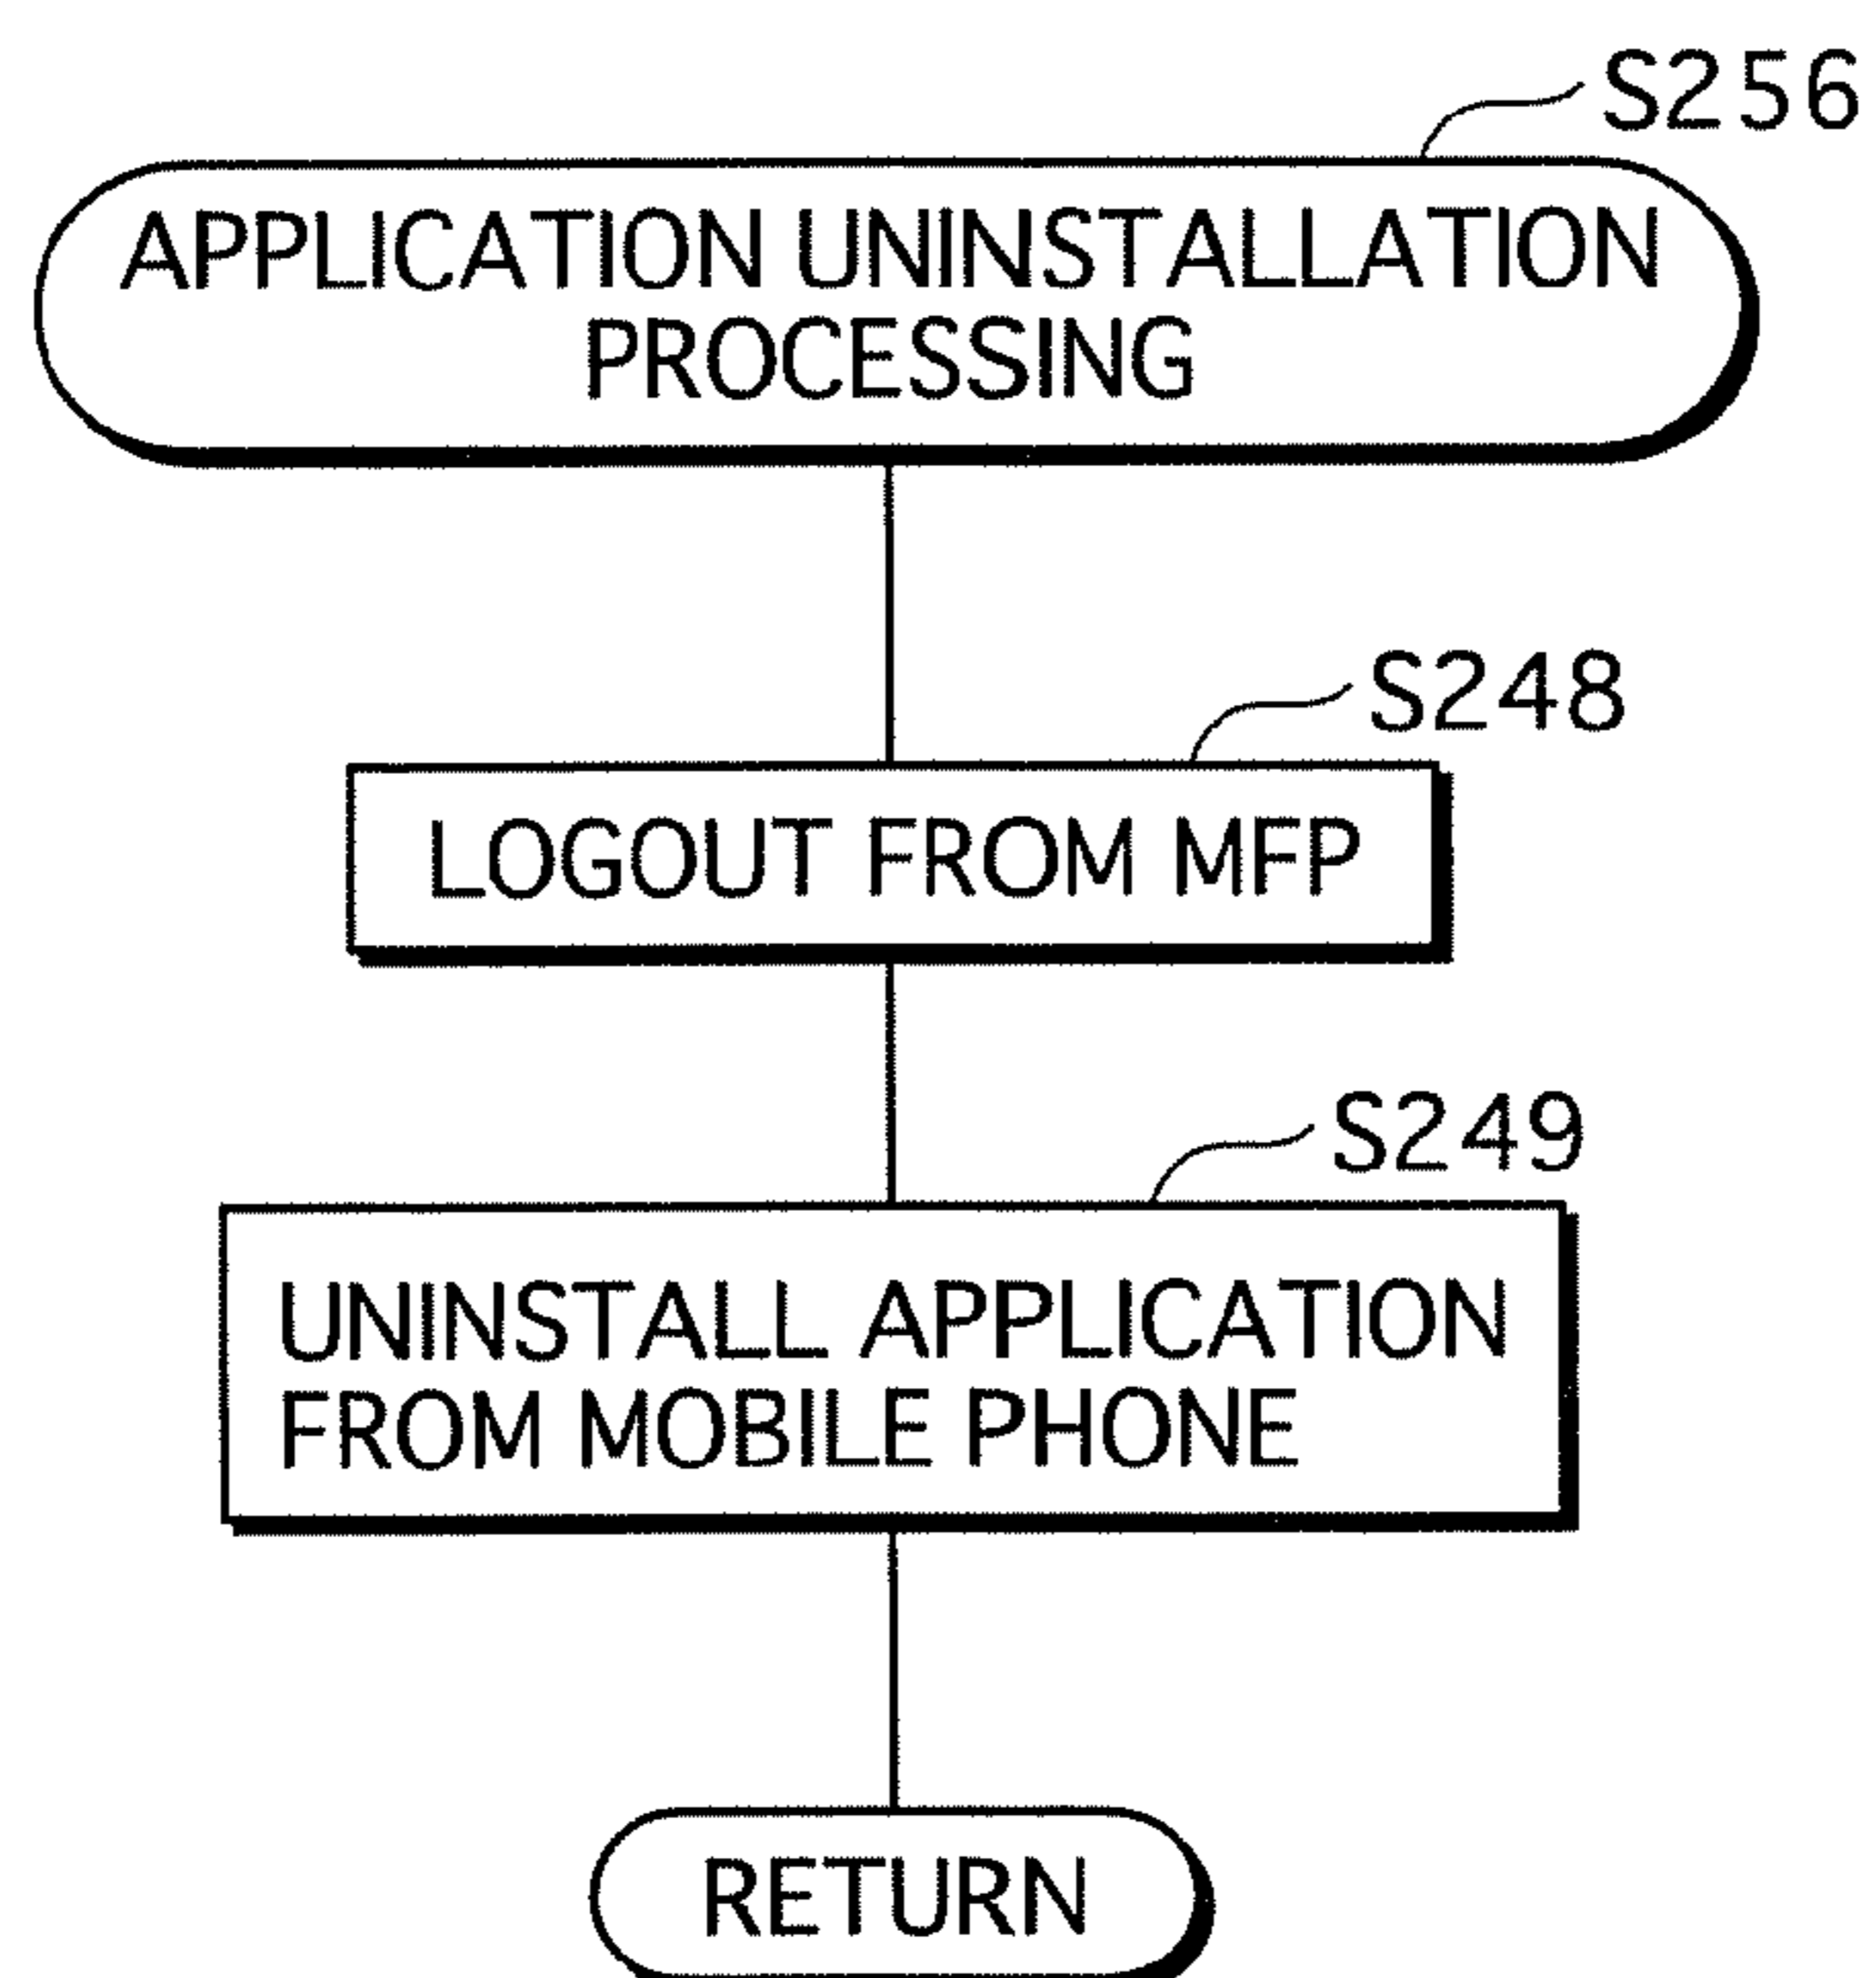 S256
APPLICATION UNINSTALLATION
PROCESSING
S248
LOGOUT FROM MFP
S249
UNINSTALL APPLICATION
FROM MOBILE PHONE
RETURN